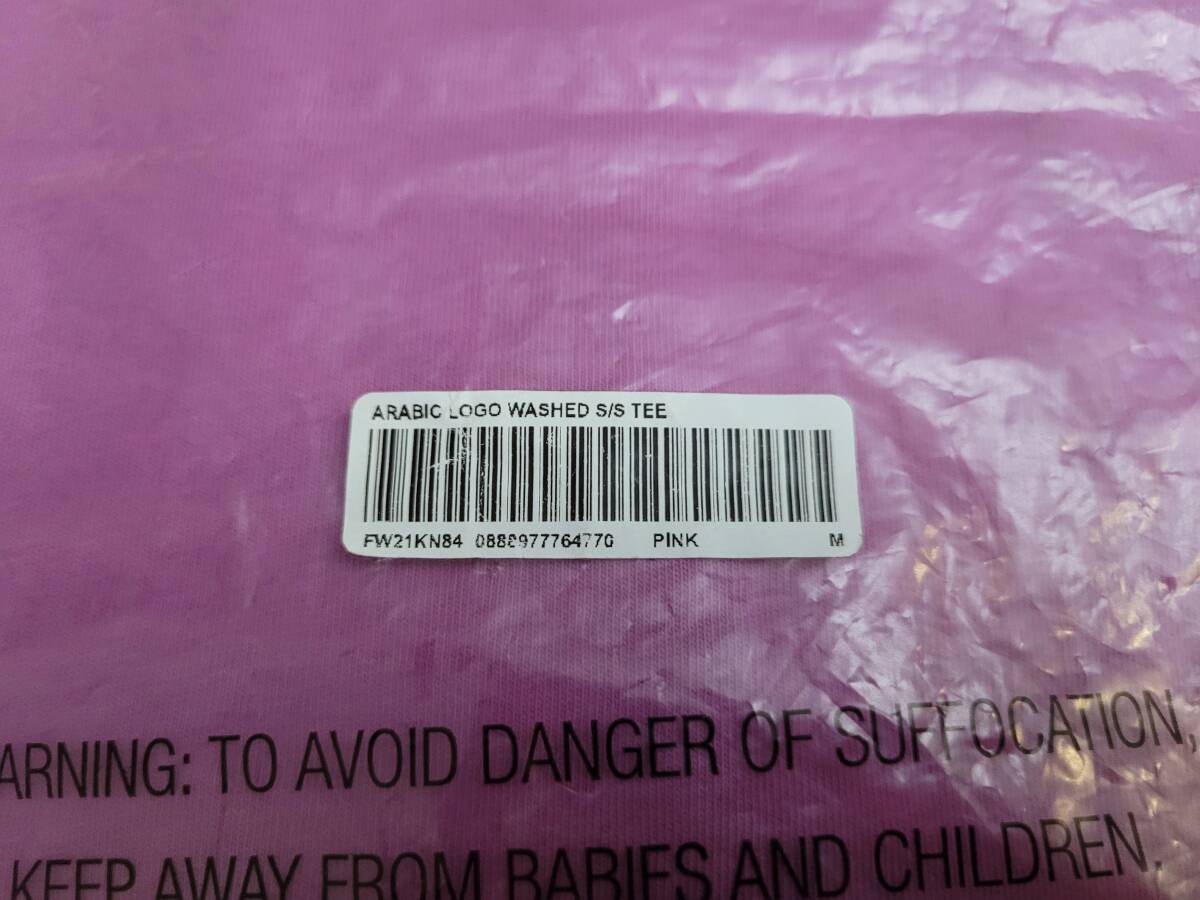 ARABIC LOGO WASHED S/S TEE
FW21KN84 0888977764770 PINK M
ARNING: TO AVOID DANGER OF SUFFOCATION,
KEEP AWAY FROM BABIES AND CHILDREN.